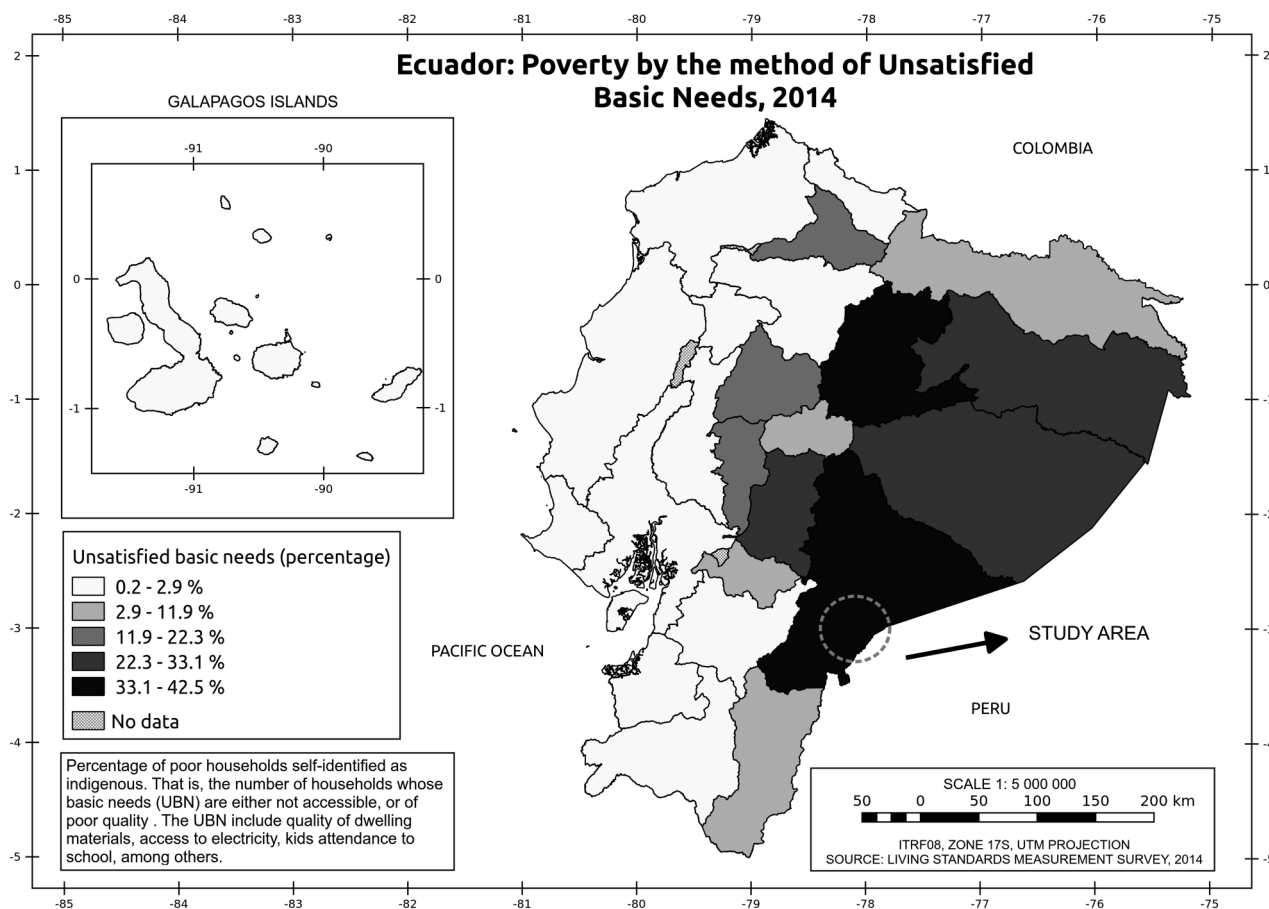 -85 -84 -83 -82 -81 -80 -79 -78 -77 -76 -75
Ecuador: Poverty by the method of Unsatisfied
Basic Needs, 2014
GALAPAGOS ISLANDS
COLOMBIA
-91 -90
0 0
-1 -1
-91 -90
2
1
0
-1
-2
-3
-4
-5
2
1
0
Unsatisfied basic needs (percentage)
0.2 - 2.9 %
2.9 - 11.9 %
11.9 - 22.3 %
22.3 - 33.1 %
33.1 - 42.5 %
No data
PACIFIC OCEAN
STUDY AREA
PERU
Percentage of poor households self-identified as
indigenous. That is, the number of households whose
basic needs (UBN) are either not accessible, or of
poor quality . The UBN include quality of dwelling
materials, access to electricity, kids attendance to
school, among others.
SCALE 1: 5 000 000
50 0 50 100 150 200 km
ITRF08, ZONE 17S, UTM PROJECTION
SOURCE: LIVING STANDARDS MEASUREMENT SURVEY, 2014
-85 -84 -83 -82 -81 -80 -79 -78 -77 -76 -75